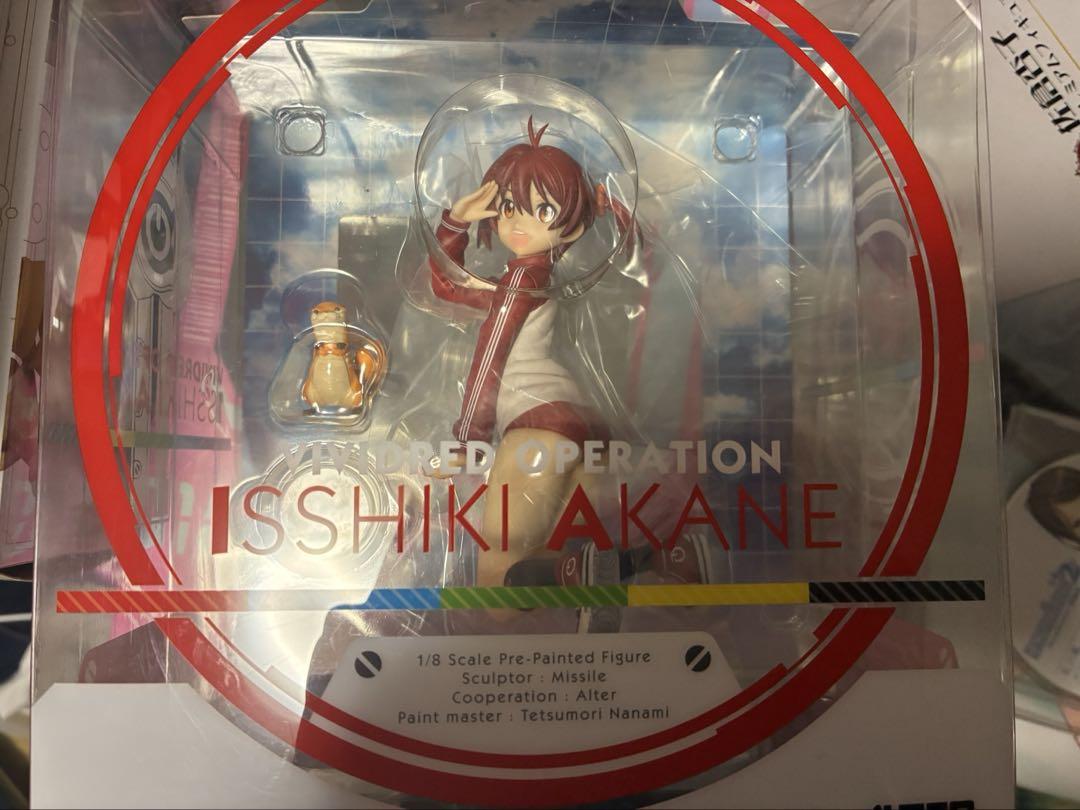 VIVIDRED OPERATION
ISSHIKI AKANE
1/8 Scale Pre-Painted Figure
Sculptor : Missile
Cooperation : Alter
Paint master : Tetsumori Nanami